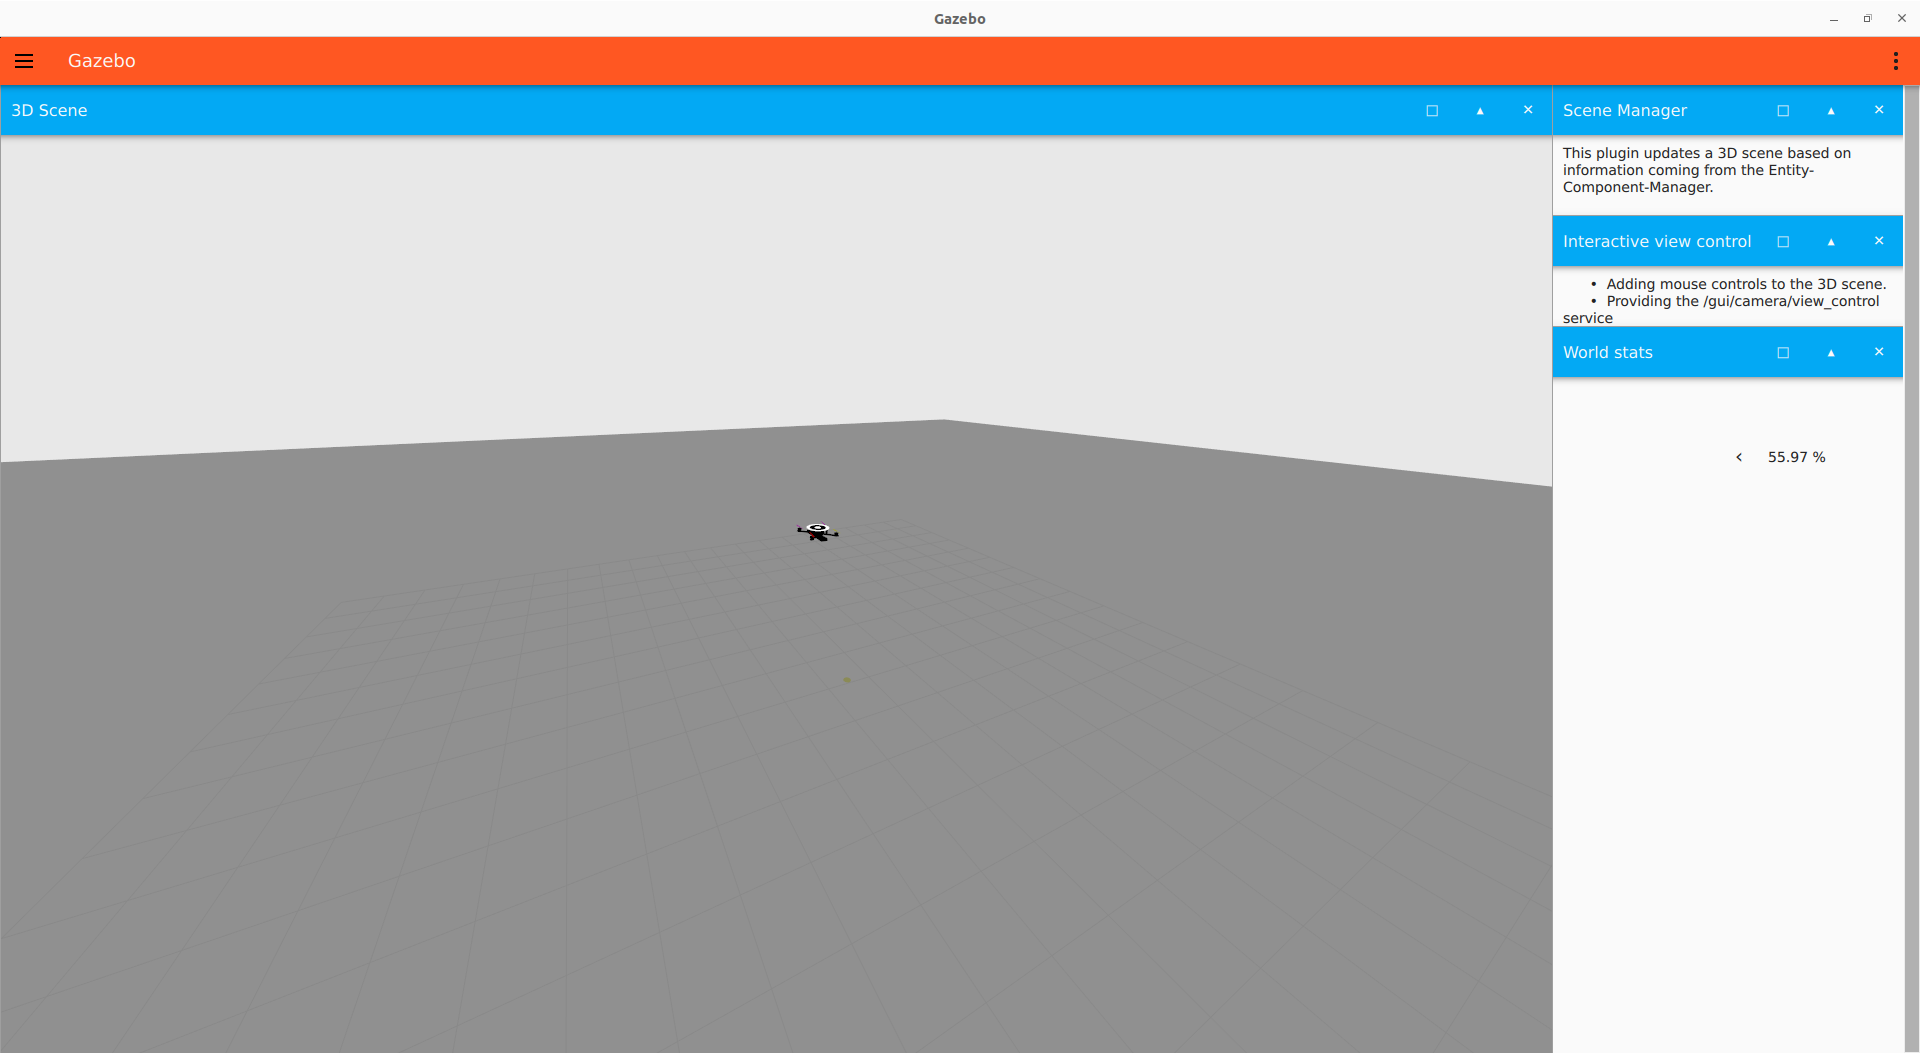 Gazebo
Gazebo
3D Scene
Scene Manager
This plugin updates a 3D scene based on
information coming from the Entity-
Component-Manager.
Interactive view control
• Adding mouse controls to the 3D scene.
• Providing the /gui/camera/view_control
service
World stats
55.97 %